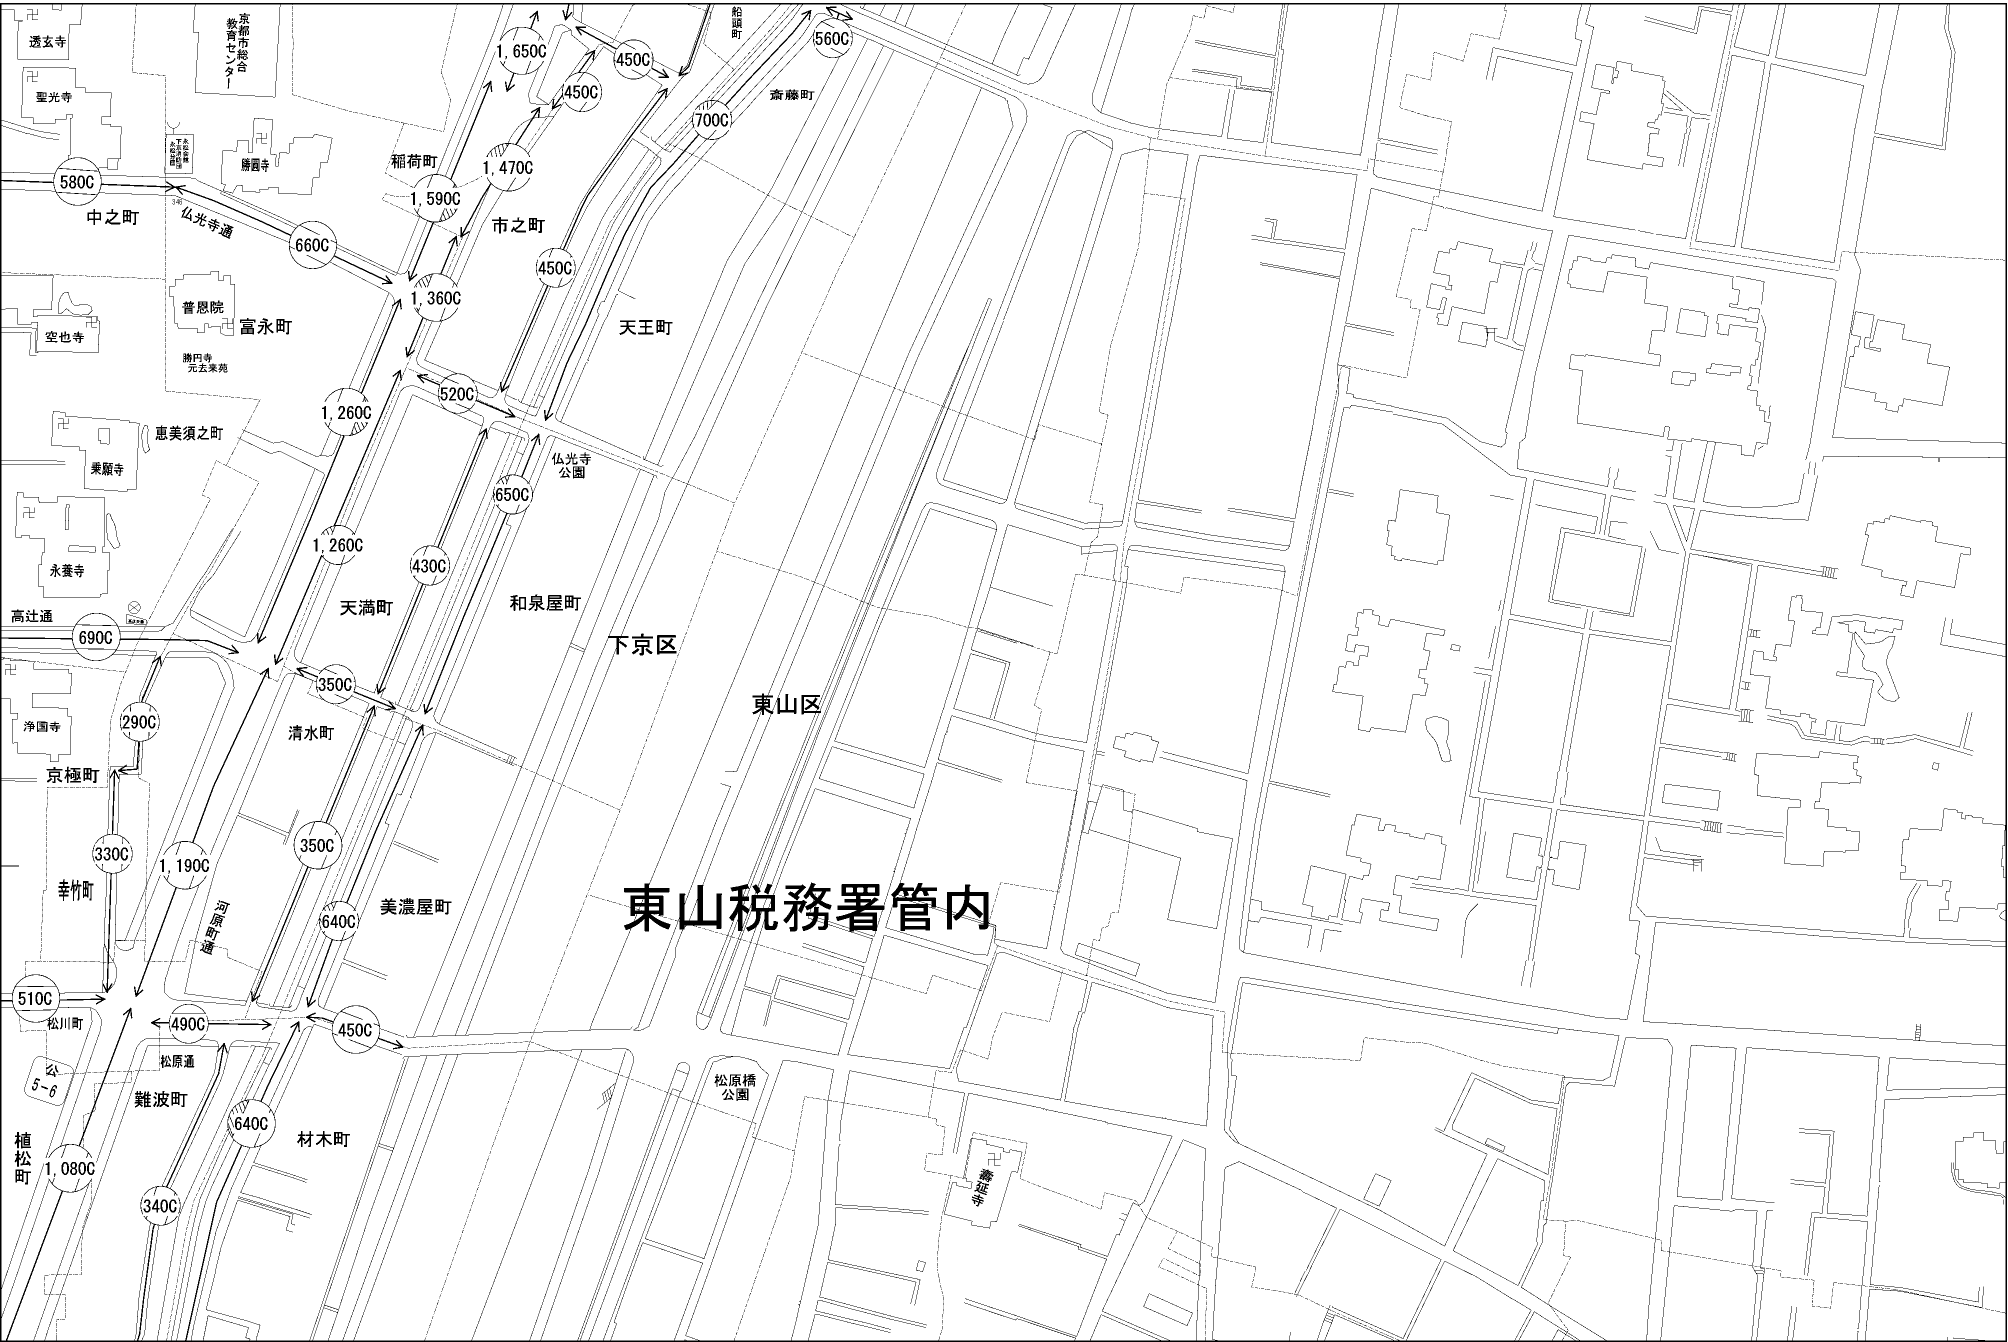 透玄寺
京都市総合
教育センター
1,650C
450C
船頭町
560C
聖光寺
450C
700C
斎藤町
勝圓寺
稲荷町
1,470C
580C
1,590C
中之町
346
仏光寺通
市之町
660C
450C
1,360C
普恩院
富永町
天王町
空也寺
勝円寺
元去来苑
520C
1,260C
恵美須之町
仏光寺
公園
乗願寺
650C
1,260C
430C
永養寺
天満町
和泉屋町
高辻通
690C
下京区
350C
東山区
290C
浄国寺
清水町
京極町
350C
330C
1,190C
幸竹町
河原町通
640C
美濃屋町
東山税務署管内
510C
松川町
490C
450C
松原通
公
5-6
難波町
松原橋
公園
640C
材木町
植松町
1,080C
壽延寺
340C